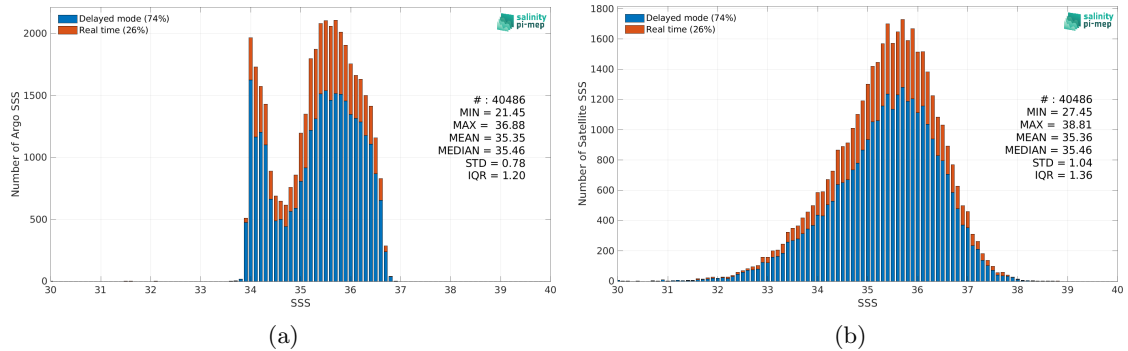 Delayed mode (74%)
Real time (26%)
salinity
pi-mep
2000
1500
1000
500
0
Number of Argo SSS
# : 40486
MIN = 21.45
MAX = 36.88
MEAN = 35.35
MEDIAN = 35.46
STD = 0.78
IQR = 1.20
30 31 32 33 34 35 36 37 38 39 40
SSS
(a)
Delayed mode (74%)
Real time (26%)
salinity
pi-mep
1800
1600
1400
1200
1000
800
600
400
200
0
Number of Satellite SSS
# : 40486
MIN = 27.45
MAX = 38.81
MEAN = 35.36
MEDIAN = 35.46
STD = 1.04
IQR = 1.36
30 31 32 33 34 35 36 37 38 39 40
SSS
(b)